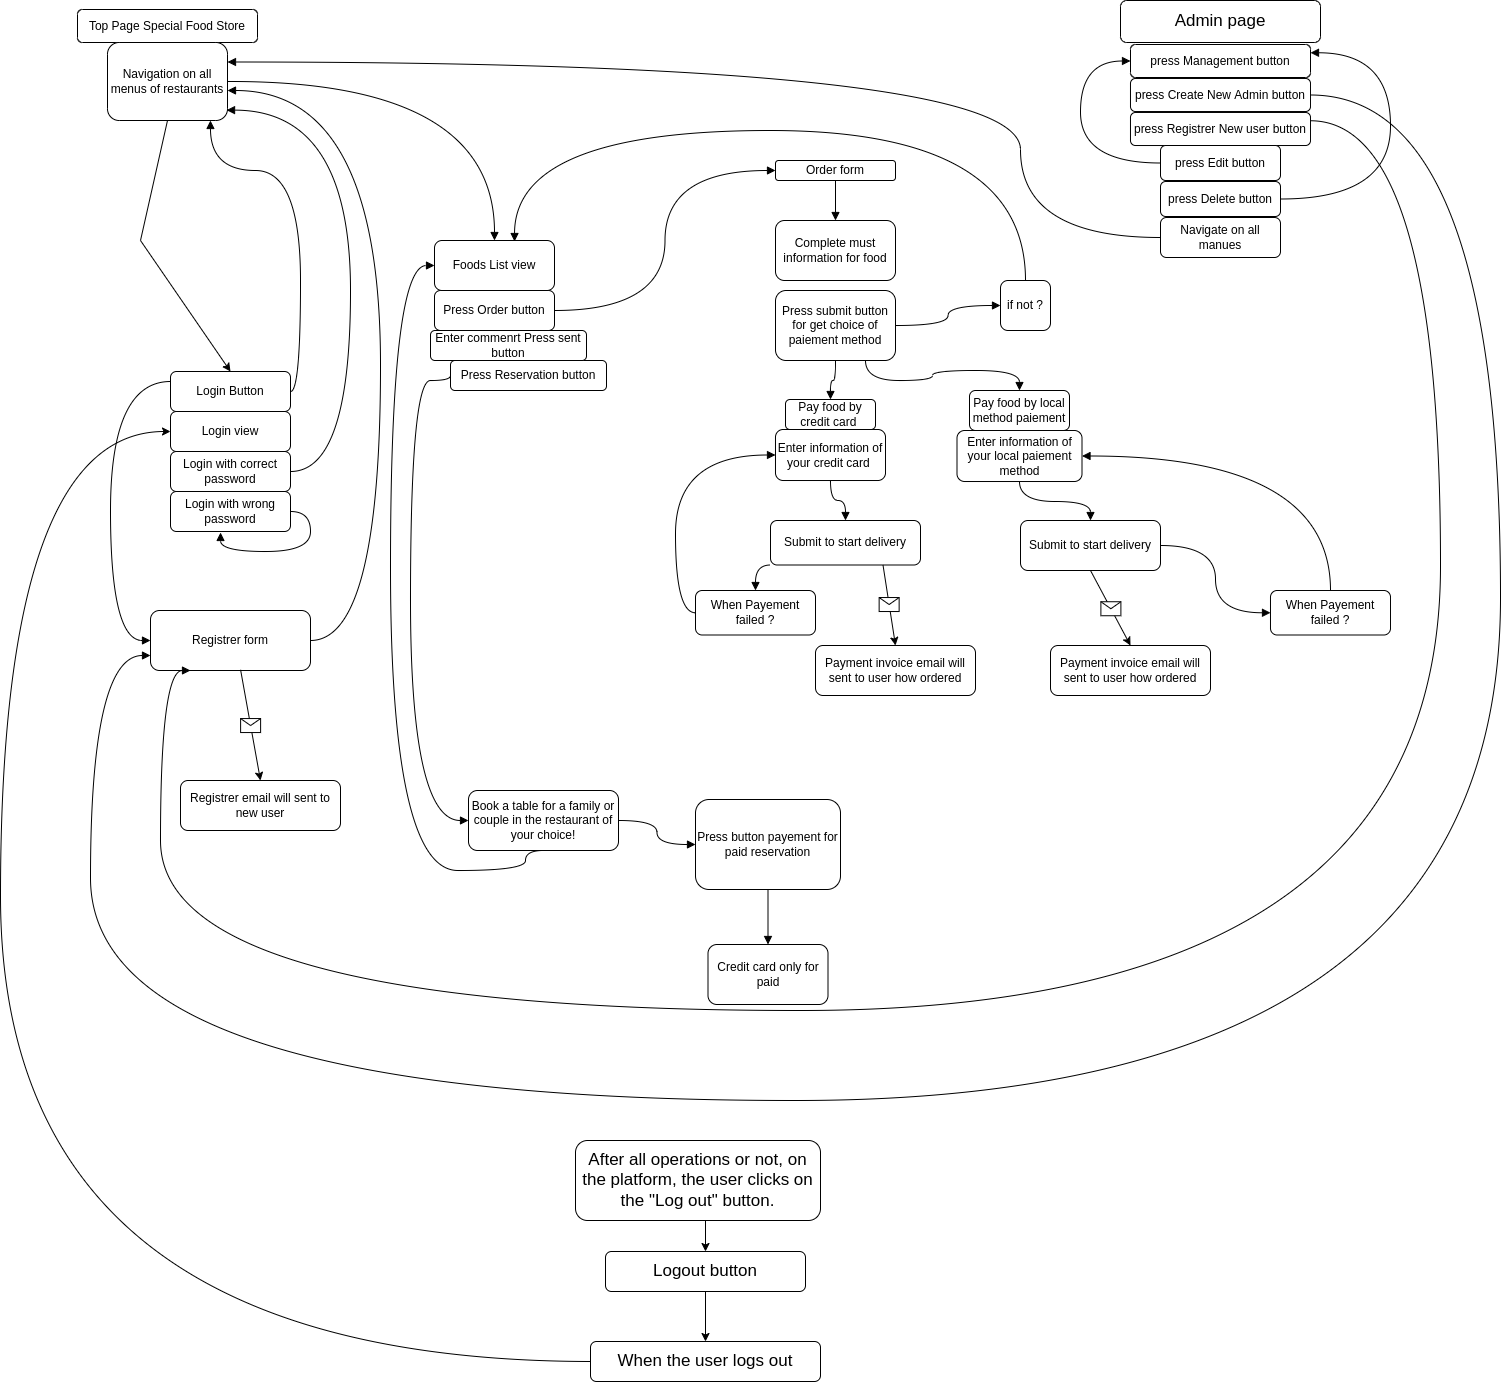 Top Page Special Food Store
Navigation on all
menus of restaurants
Admin page
press Management button
press Create New Admin button
press Registrer New user button
press Edit button
press Delete button
Navigate on all
manues
Order form
Complete must
information for food
Press submit button
for get choice of
paiement method
if not ?
Foods List view
Press Order button
Enter commenrt Press sent
button
Press Reservation button
Pay food by
credit card
Enter information of
your credit card
Pay food by local
method paiement
Enter information of
your local paiement
method
Login Button
Login view
Login with correct
password
Login with wrong
password
Submit to start delivery
Submit to start delivery
When Payement
failed ?
When Payement
failed ?
Payment invoice email will
sent to user how ordered
Payment invoice email will
sent to user how ordered
Registrer form
Registrer email will sent to
new user
Book a table for a family or
couple in the restaurant of
your choice!
Press button payement for
paid reservation
Credit card only for
paid
After all operations or not, on
the platform, the user clicks on
the "Log out" button.
Logout button
When the user logs out